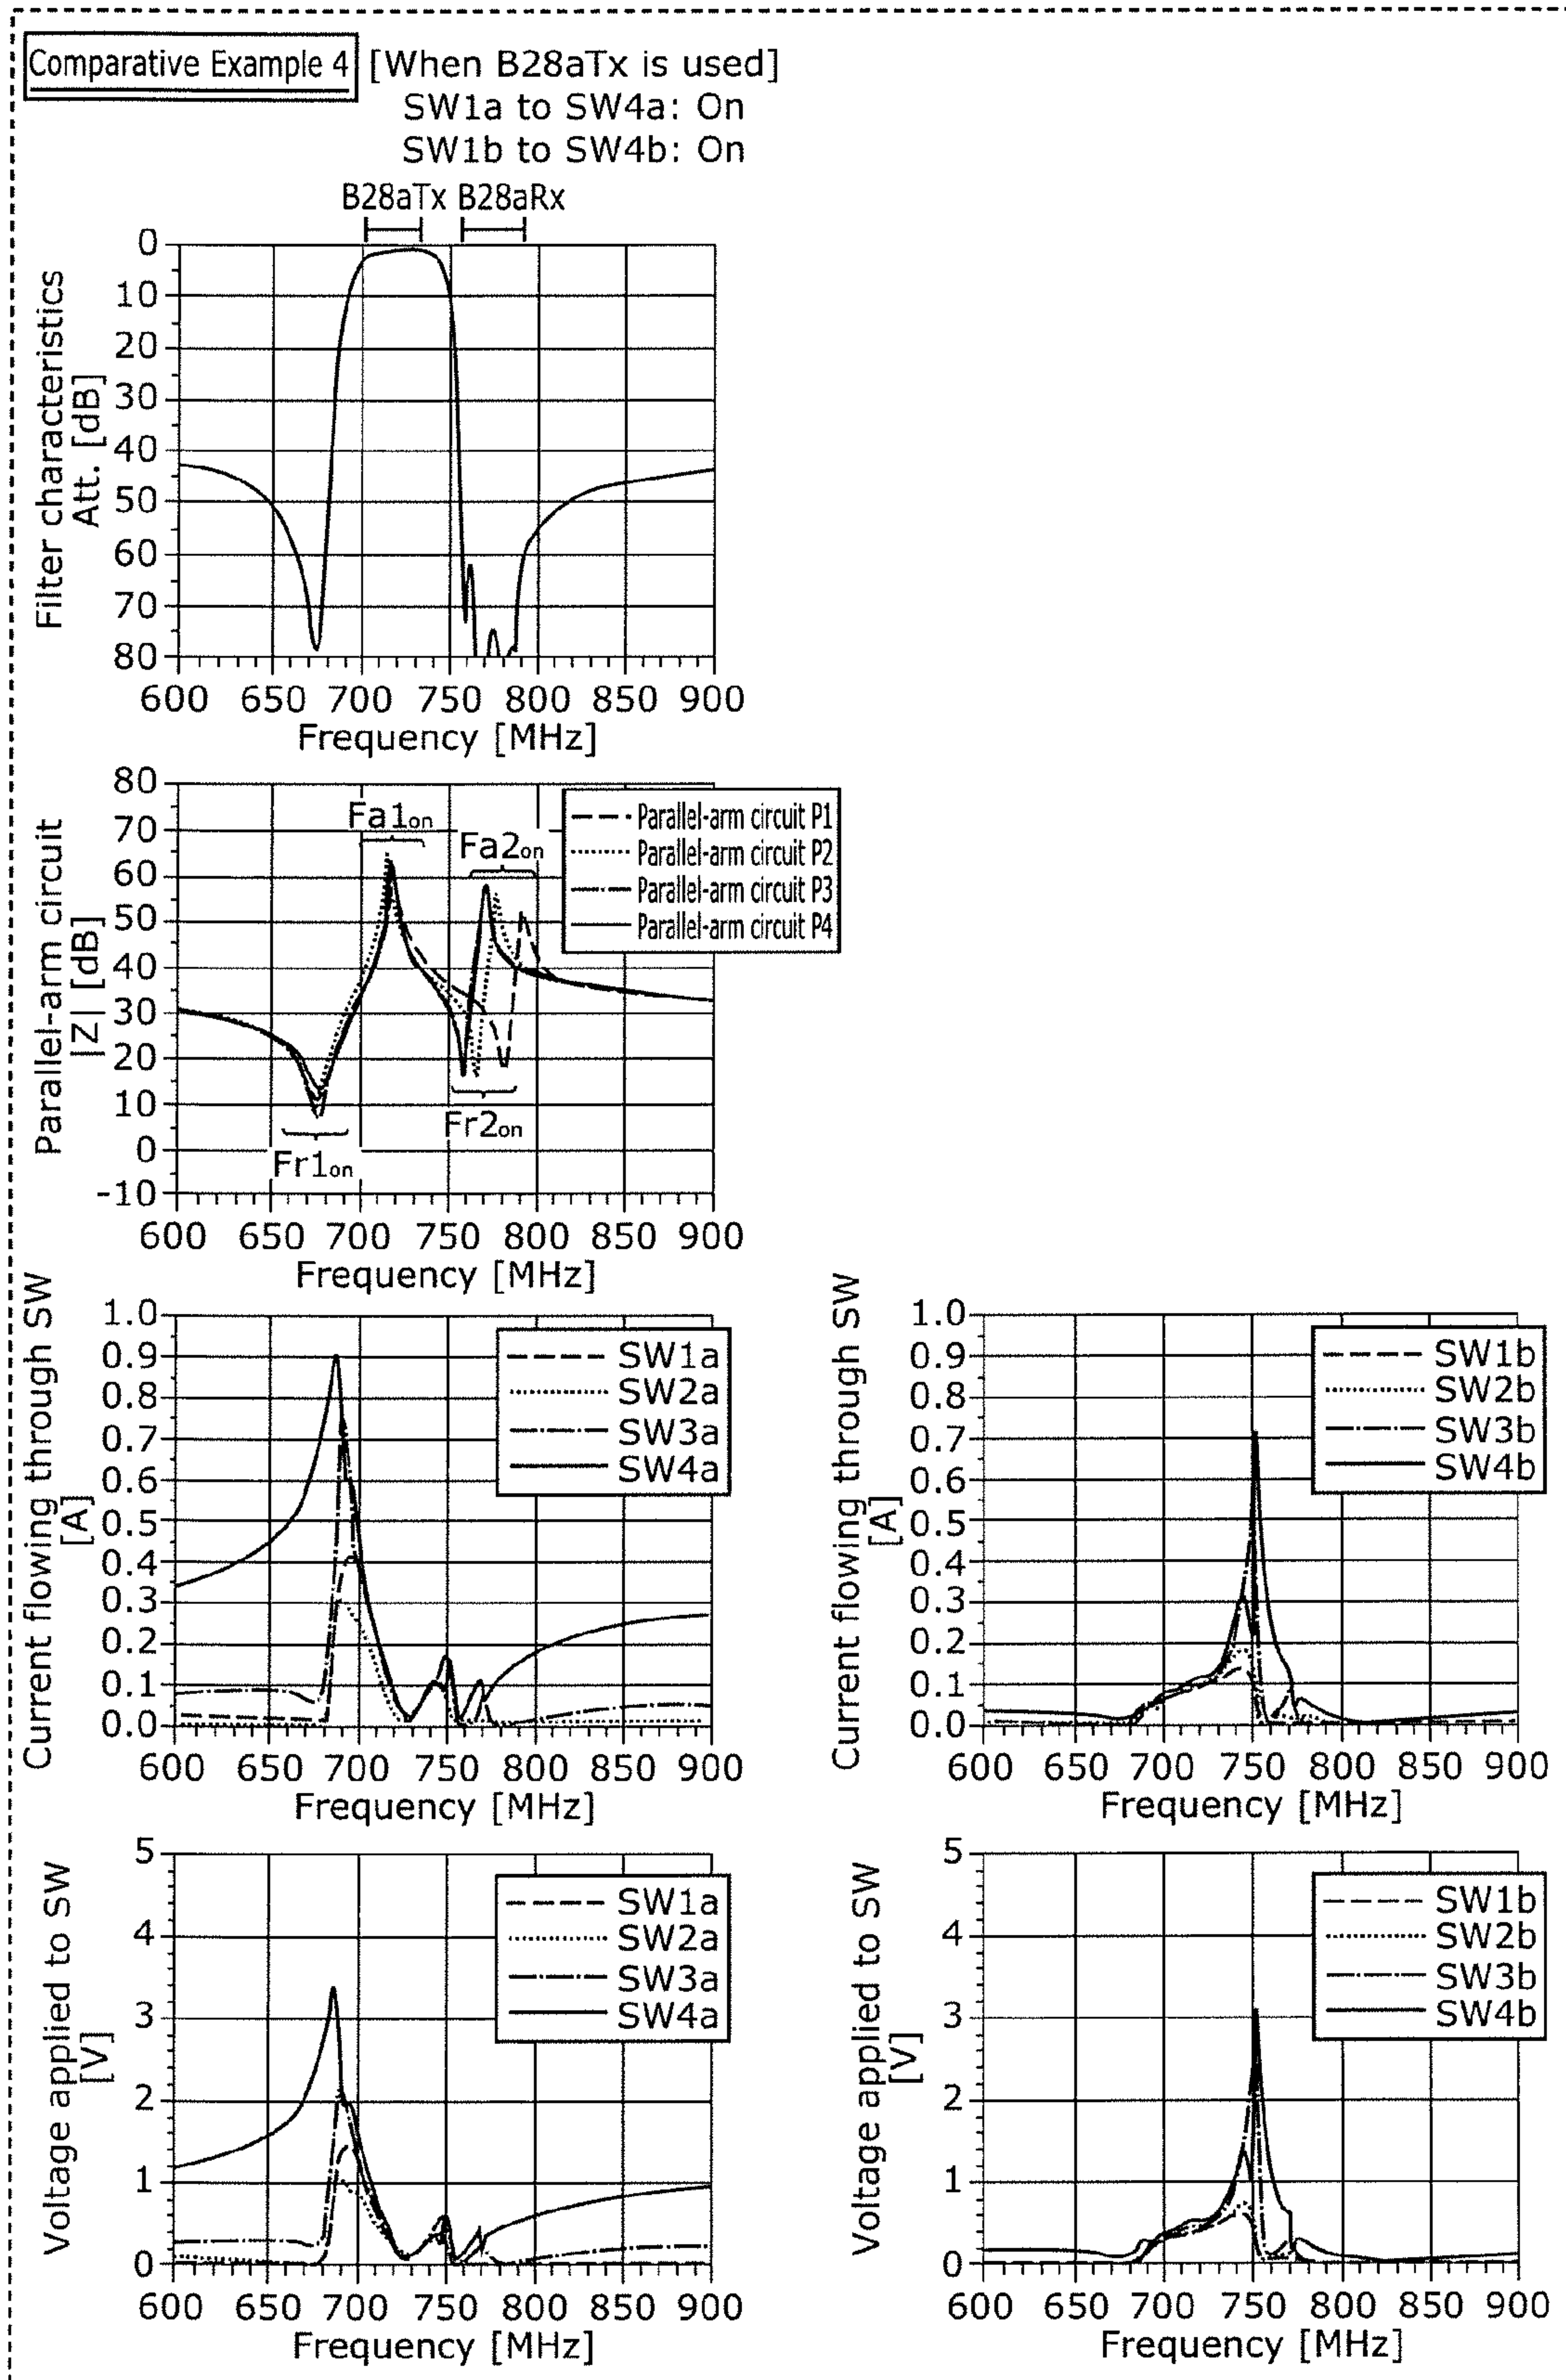 Comparative Example 4 [When B28aTx is used]
SW1a to SW4a: On
SW1b to SW4b: On
B28aTx B28aRx
Filter characteristics
Att. [dB]
0
10
20
30
40
50
60
70
80
600 650 700 750 800 850 900
Frequency [MHz]
Parallel-arm circuit
|Z| [dB]
80
70
60
50
40
30
20
10
0
-10
Fa1on
Fa2on
Fr2on
Fr1on
Parallel-arm circuit P1
Parallel-arm circuit P2
Parallel-arm circuit P3
Parallel-arm circuit P4
600 650 700 750 800 850 900
Frequency [MHz]
Current flowing through SW
[A]
1.0
0.9
0.8
0.7
0.6
0.5
0.4
0.3
0.2
0.1
0.0
SW1a
SW2a
SW3a
SW4a
600 650 700 750 800 850 900
Frequency [MHz]
Current flowing through SW
[A]
1.0
0.9
0.8
0.7
0.6
0.5
0.4
0.3
0.2
0.1
0.0
SW1b
SW2b
SW3b
SW4b
600 650 700 750 800 850 900
Frequency [MHz]
Voltage applied to SW
[V]
5
4
3
2
1
0
SW1a
SW2a
SW3a
SW4a
600 650 700 750 800 850 900
Frequency [MHz]
Voltage applied to SW
[V]
5
4
3
2
1
0
SW1b
SW2b
SW3b
SW4b
600 650 700 750 800 850 900
Frequency [MHz]